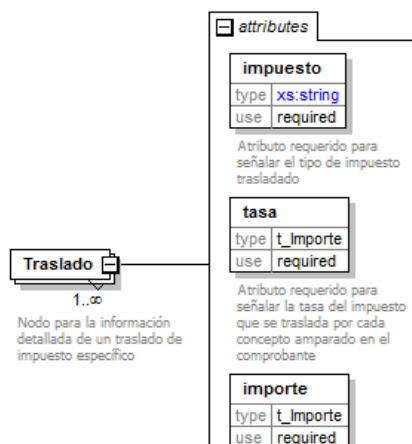 attributes
impuesto
type xs:string
use required
Atributo requerido para
señalar el tipo de impuesto
trasladado
tasa
type t_Importe
use required
Atributo requerido para
señalar la tasa del impuesto
que se traslada por cada
concepto amparado en el
comprobante
Traslado
1..∞
Nodo para la información
detallada de un traslado de
impuesto específico
importe
type t_Importe
use required